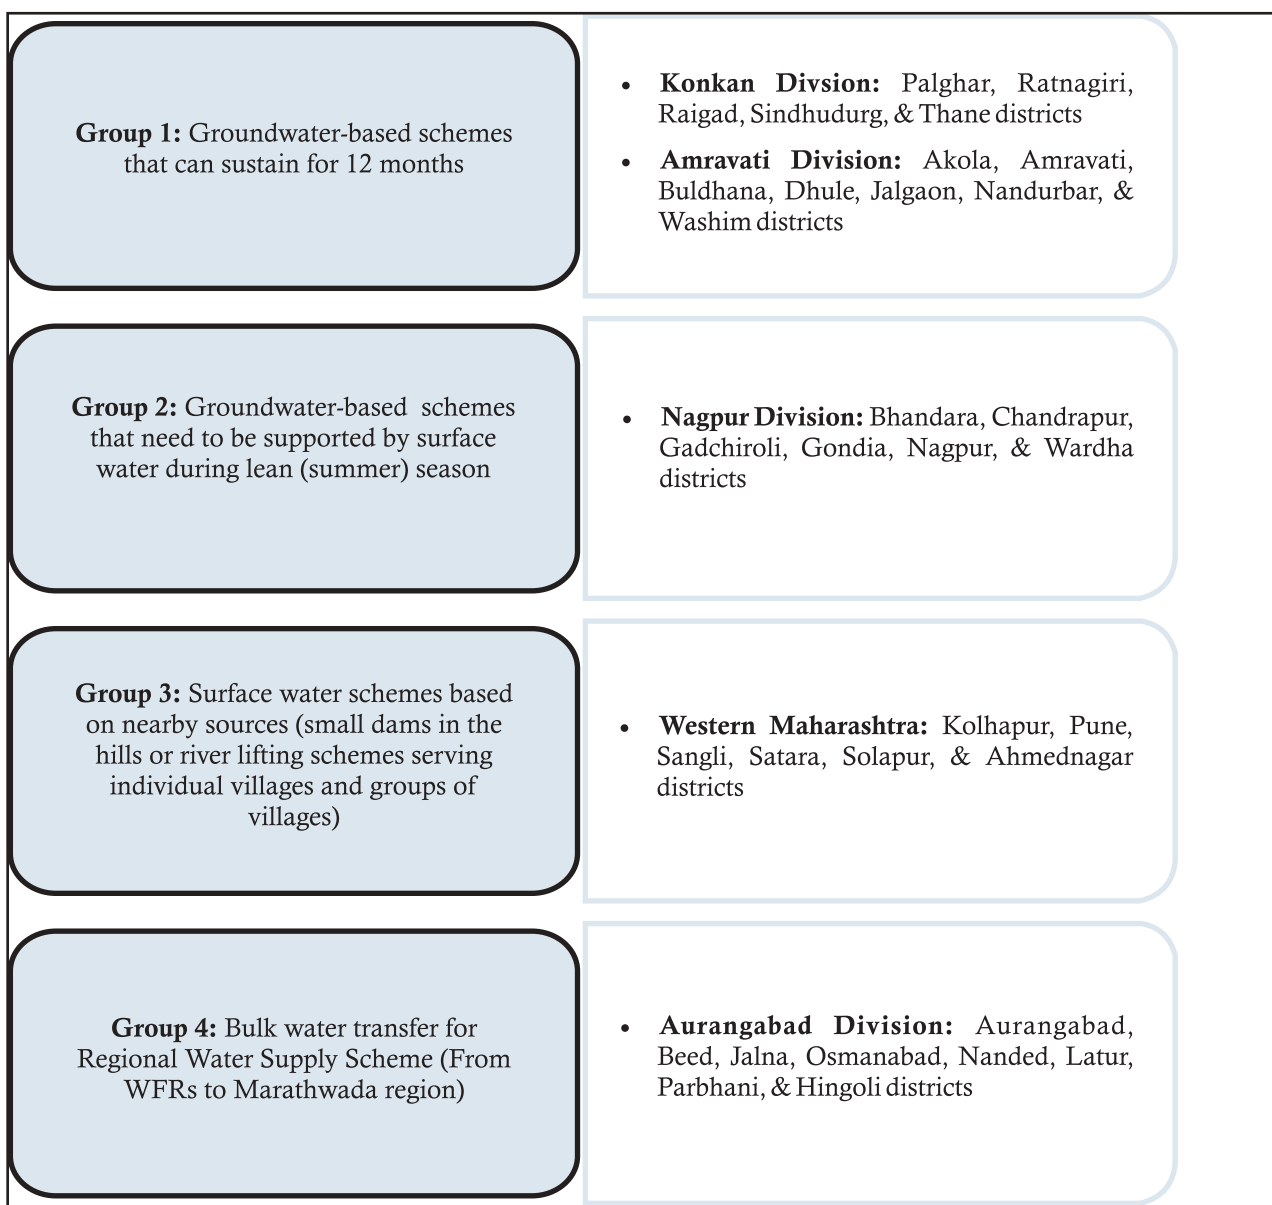 Group 1: Groundwater-based schemes
that can sustain for 12 months
• Konkan Divsion: Palghar, Ratnagiri,
Raigad, Sindhudurg, & Thane districts
• Amravati Division: Akola, Amravati,
Buldhana, Dhule, Jalgaon, Nandurbar, &
Washim districts
Group 2: Groundwater-based schemes
that need to be supported by surface
water during lean (summer) season
• Nagpur Division: Bhandara, Chandrapur,
Gadchiroli, Gondia, Nagpur, & Wardha
districts
Group 3: Surface water schemes based
on nearby sources (small dams in the
hills or river lifting schemes serving
individual villages and groups of
villages)
• Western Maharashtra: Kolhapur, Pune,
Sangli, Satara, Solapur, & Ahmednagar
districts
Group 4: Bulk water transfer for
Regional Water Supply Scheme (From
WFRs to Marathwada region)
• Aurangabad Division: Aurangabad,
Beed, Jalna, Osmanabad, Nanded, Latur,
Parbhani, & Hingoli districts